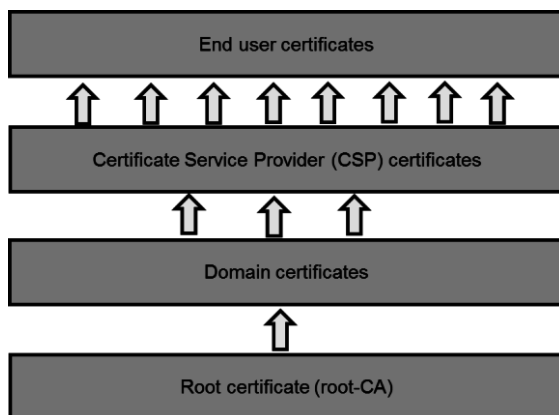 End user certificates
Certificate Service Provider (CSP) certificates
Domain certificates
Root certificate (root-CA)